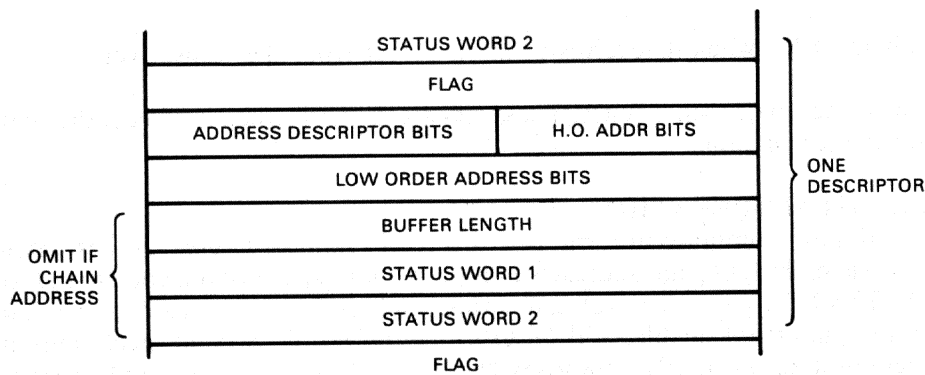 STATUS WORD 2
FLAG
ADDRESS DESCRIPTOR BITS
H.O. ADDR BITS
LOW ORDER ADDRESS BITS
BUFFER LENGTH
STATUS WORD 1
STATUS WORD 2
FLAG
OMIT IF
CHAIN
ADDRESS
ONE
DESCRIPTOR